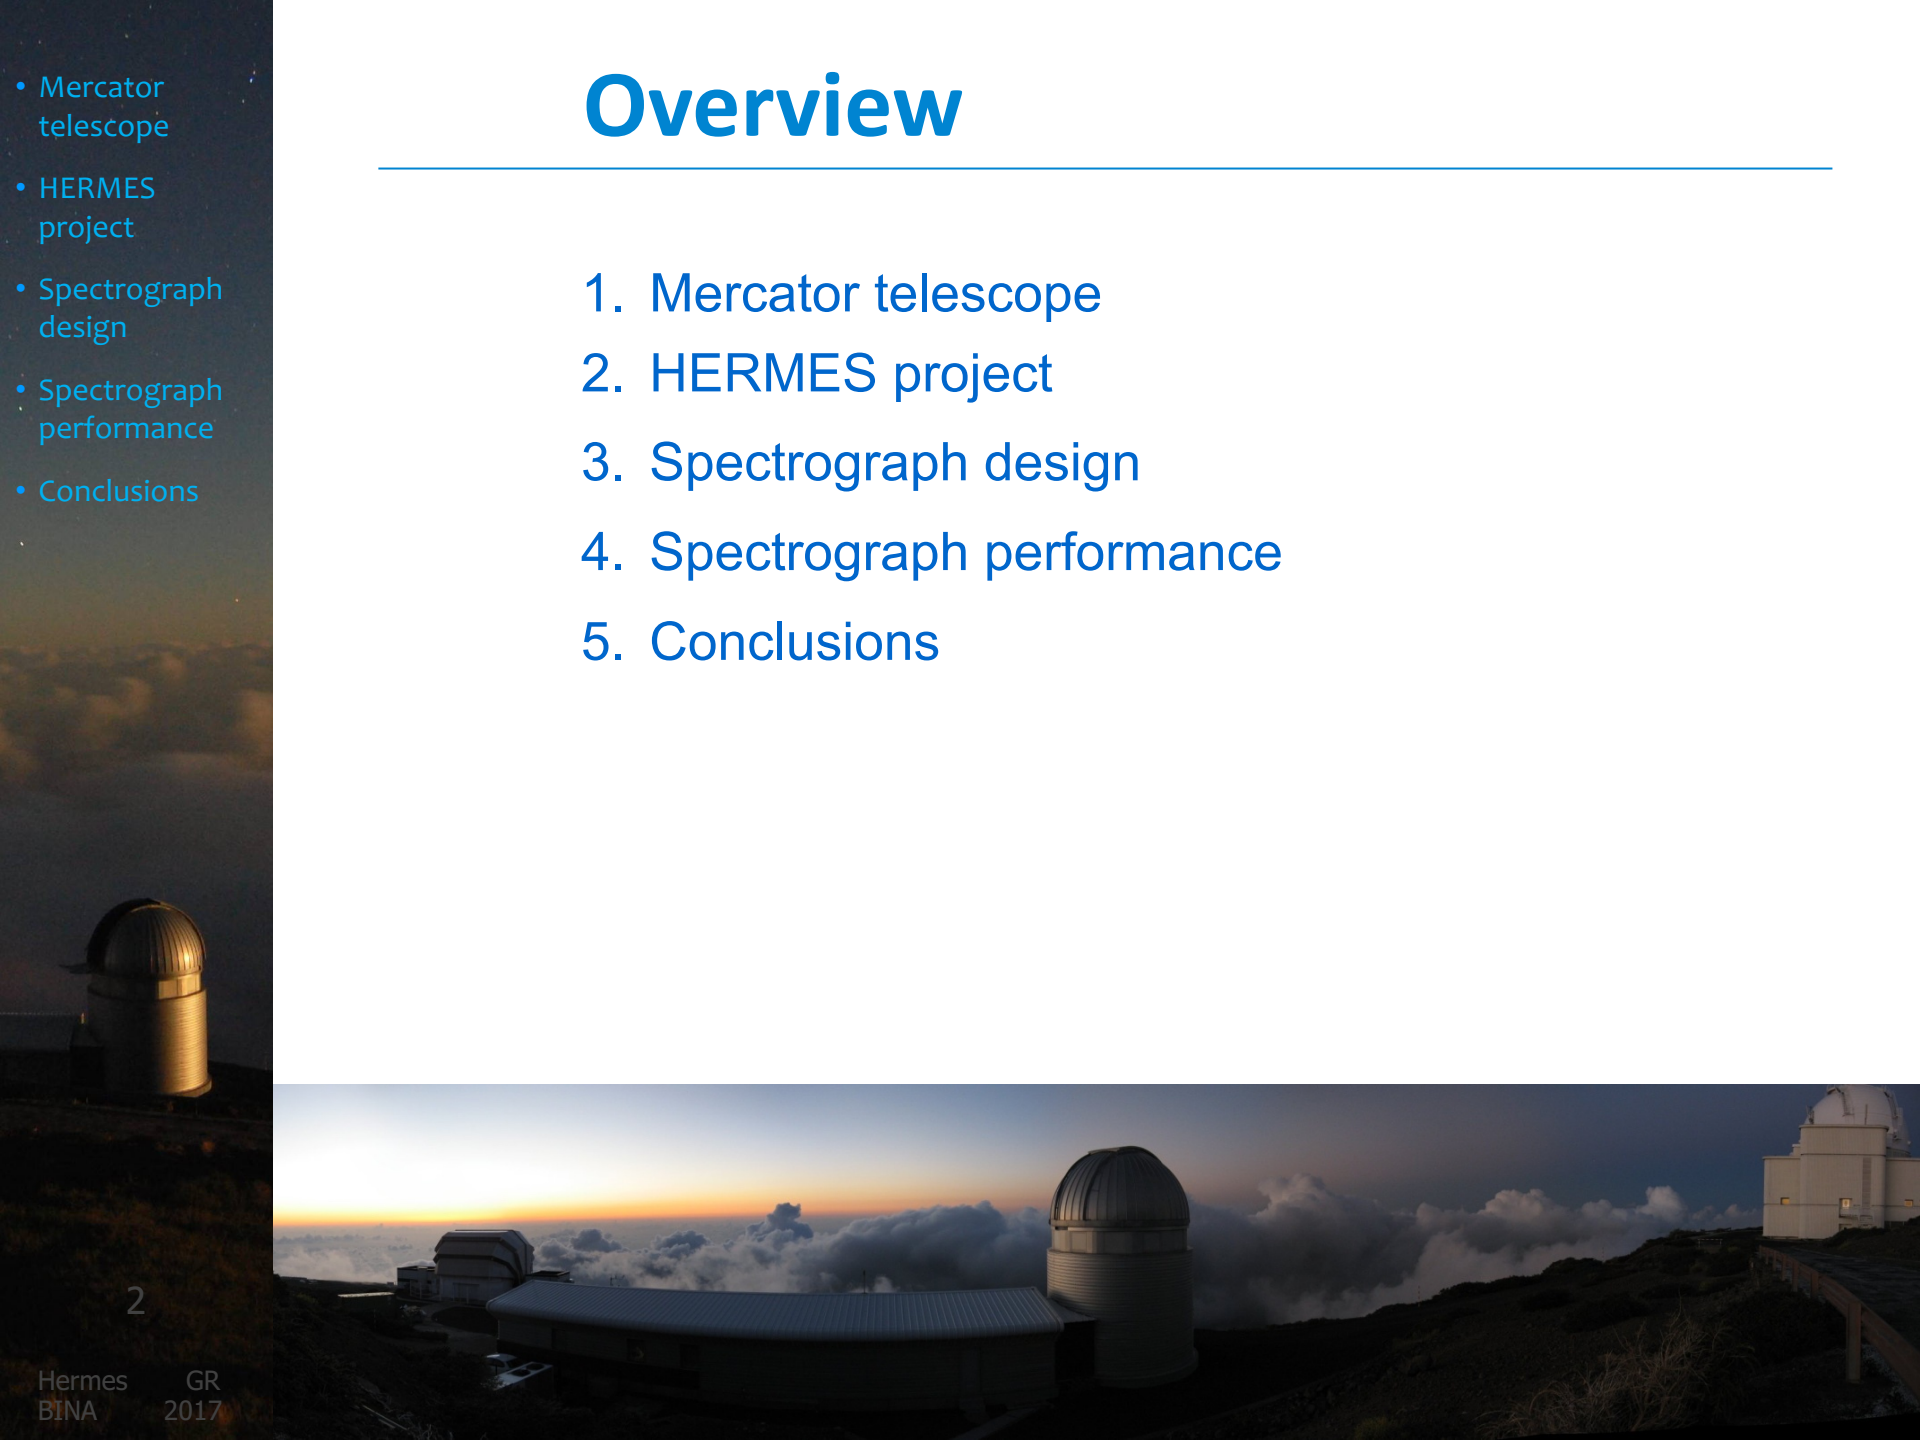 • Mercator
telescope
• HERMES
project
• Spectrograph
design
• Spectrograph
performance
• Conclusions
Overview
1. Mercator telescope
2. HERMES project
3. Spectrograph design
4. Spectrograph performance
5. Conclusions
2
Hermes GR
BINA 2017